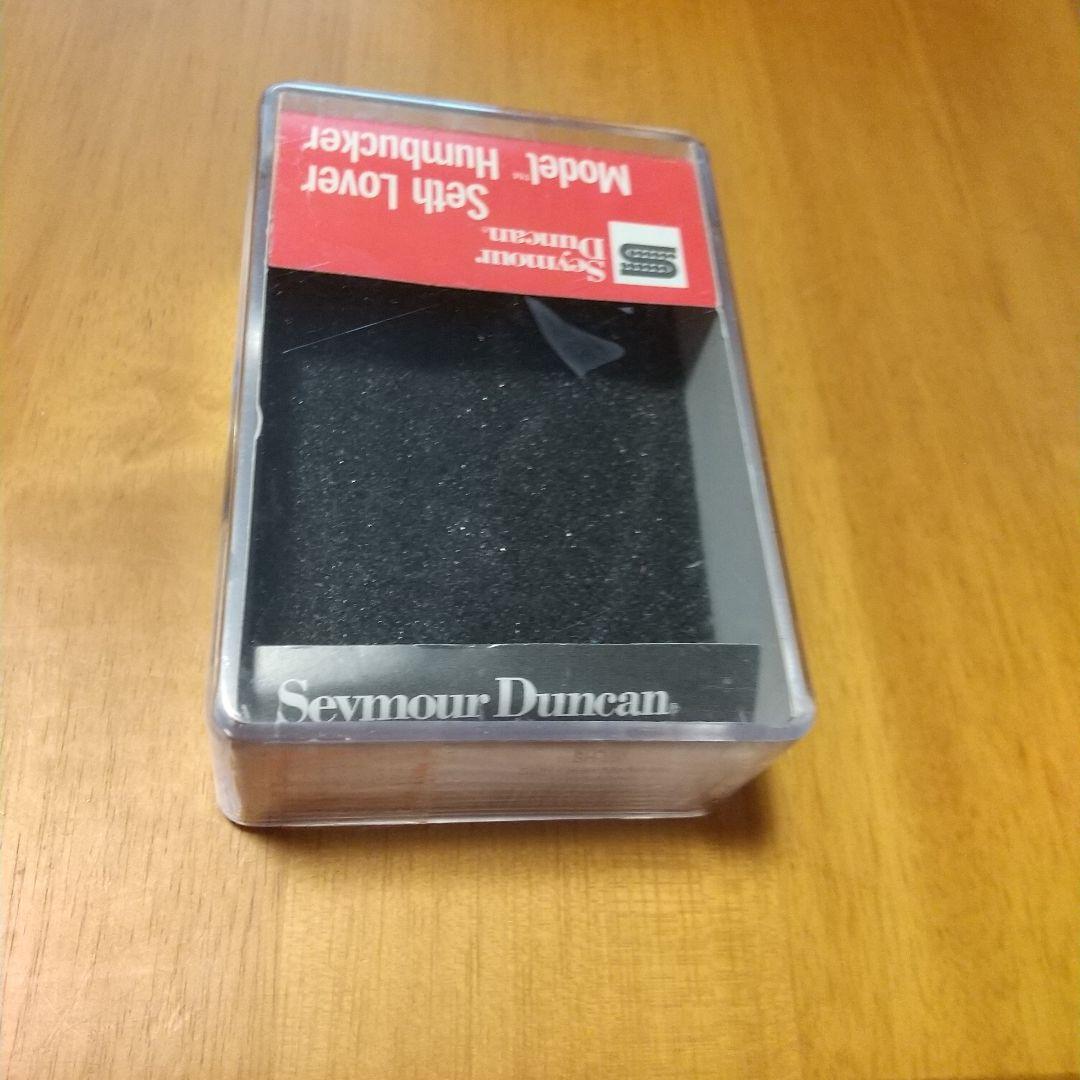 Seymour
Duncan®
Seth Lover
Model™ Humbucker
Seymour Duncan®